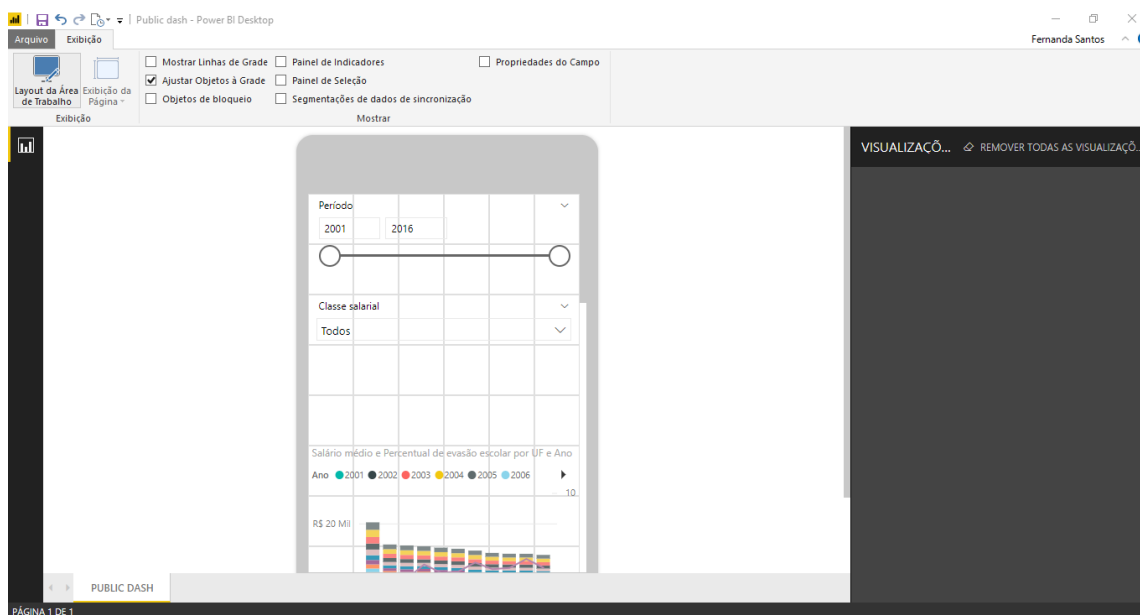 Public dash - Power BI Desktop
Arquivo Exibição
Fernanda Santos
Layout da Área de Trabalho
Exibição da Página
Mostrar Linhas de Grade
Ajustar Objetos à Grade
Objetos de bloqueio
Painel de Indicadores
Painel de Seleção
Segmentações de dados de sincronização
Propriedades do Campo
Exibição
Mostrar
VISUALIZAÇÕ... REMOVER TODAS AS VISUALIZAÇÕ...
Período
2001 2016
Classe salarial
Todos
Salário médio e Percentual de evasão escolar por UF e Ano
Ano 2001 2002 2003 2004 2005 2006
10
R$ 20 Mil
PUBLIC DASH
PÁGINA 1 DE 1